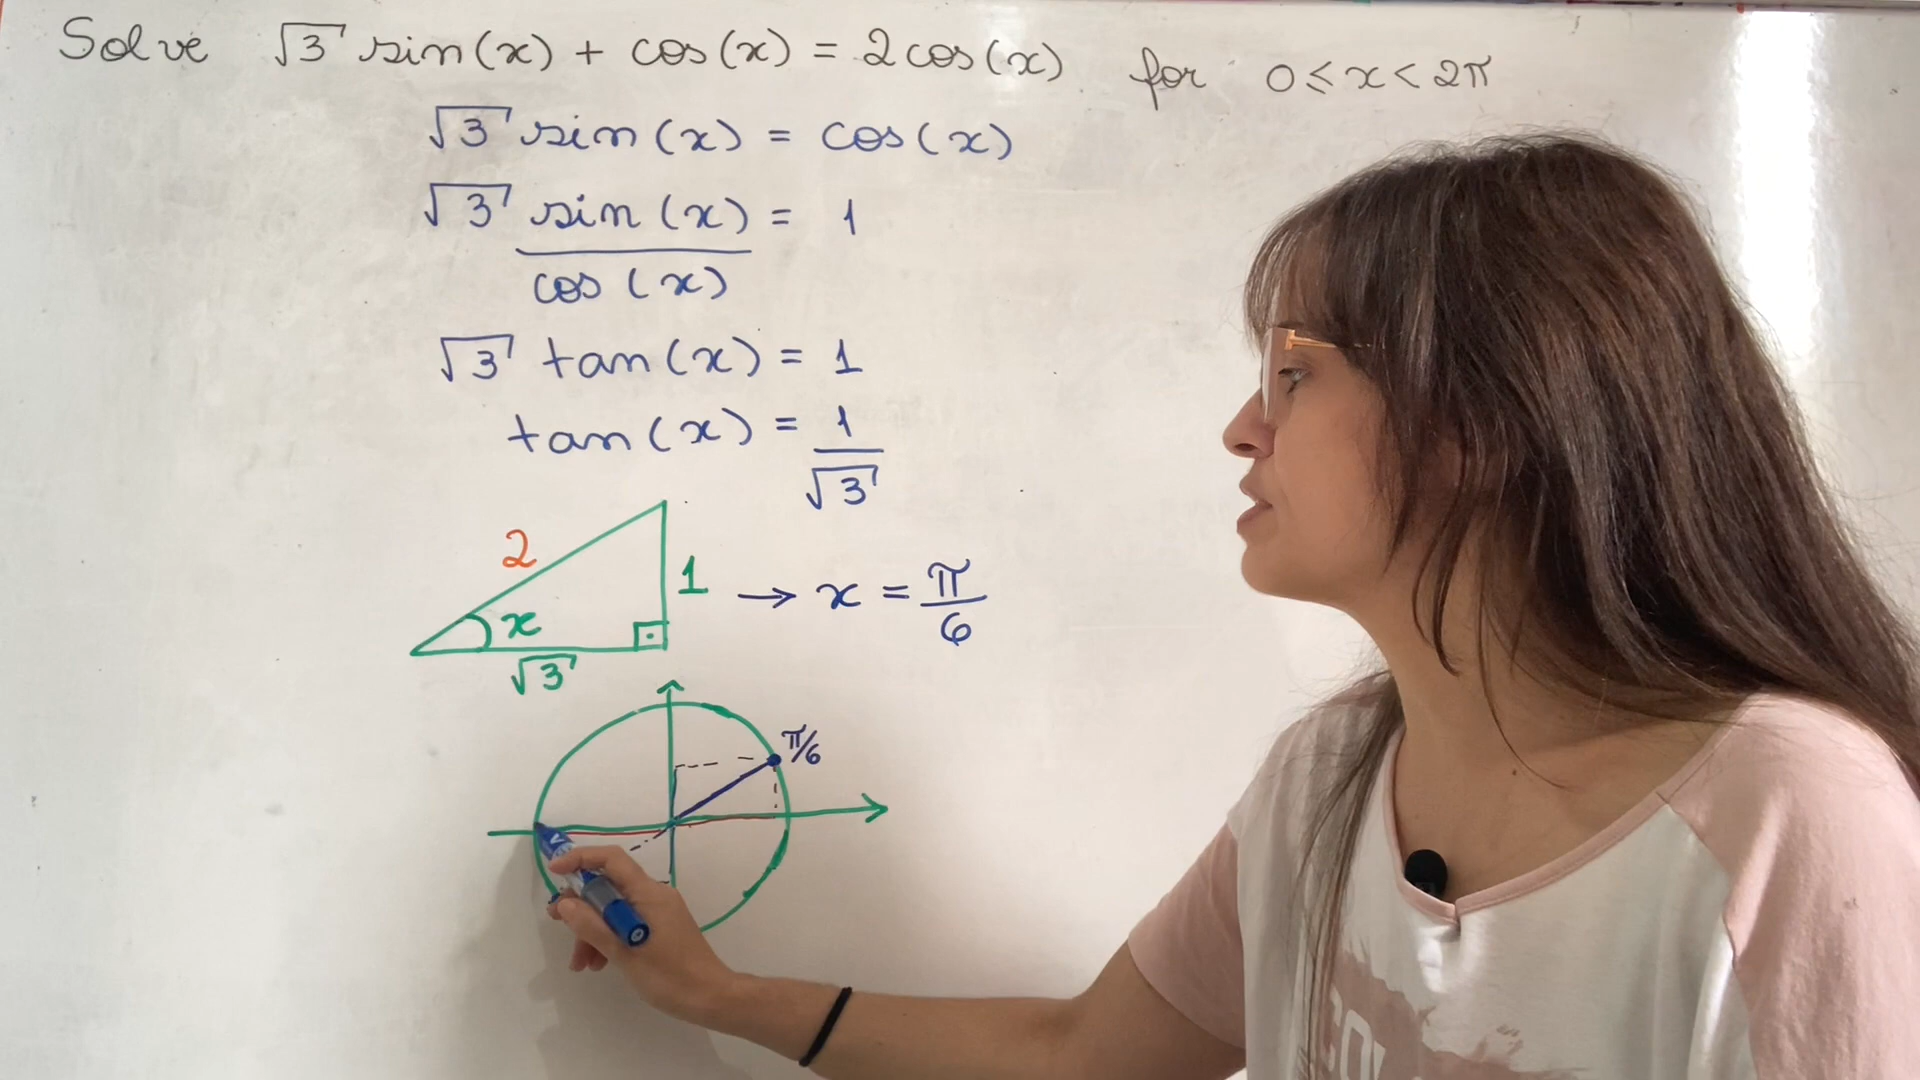 Solve √3 sin(x) + cos(x) = 2cos(x) for 0 ≤ x < 2π
√3 sin(x) = cos(x)
√3 sin(x)/cos(x) = 1
√3 tan(x) = 1
tan(x) = 1/√3
2
1 → x = π/6
x
√3
π/6